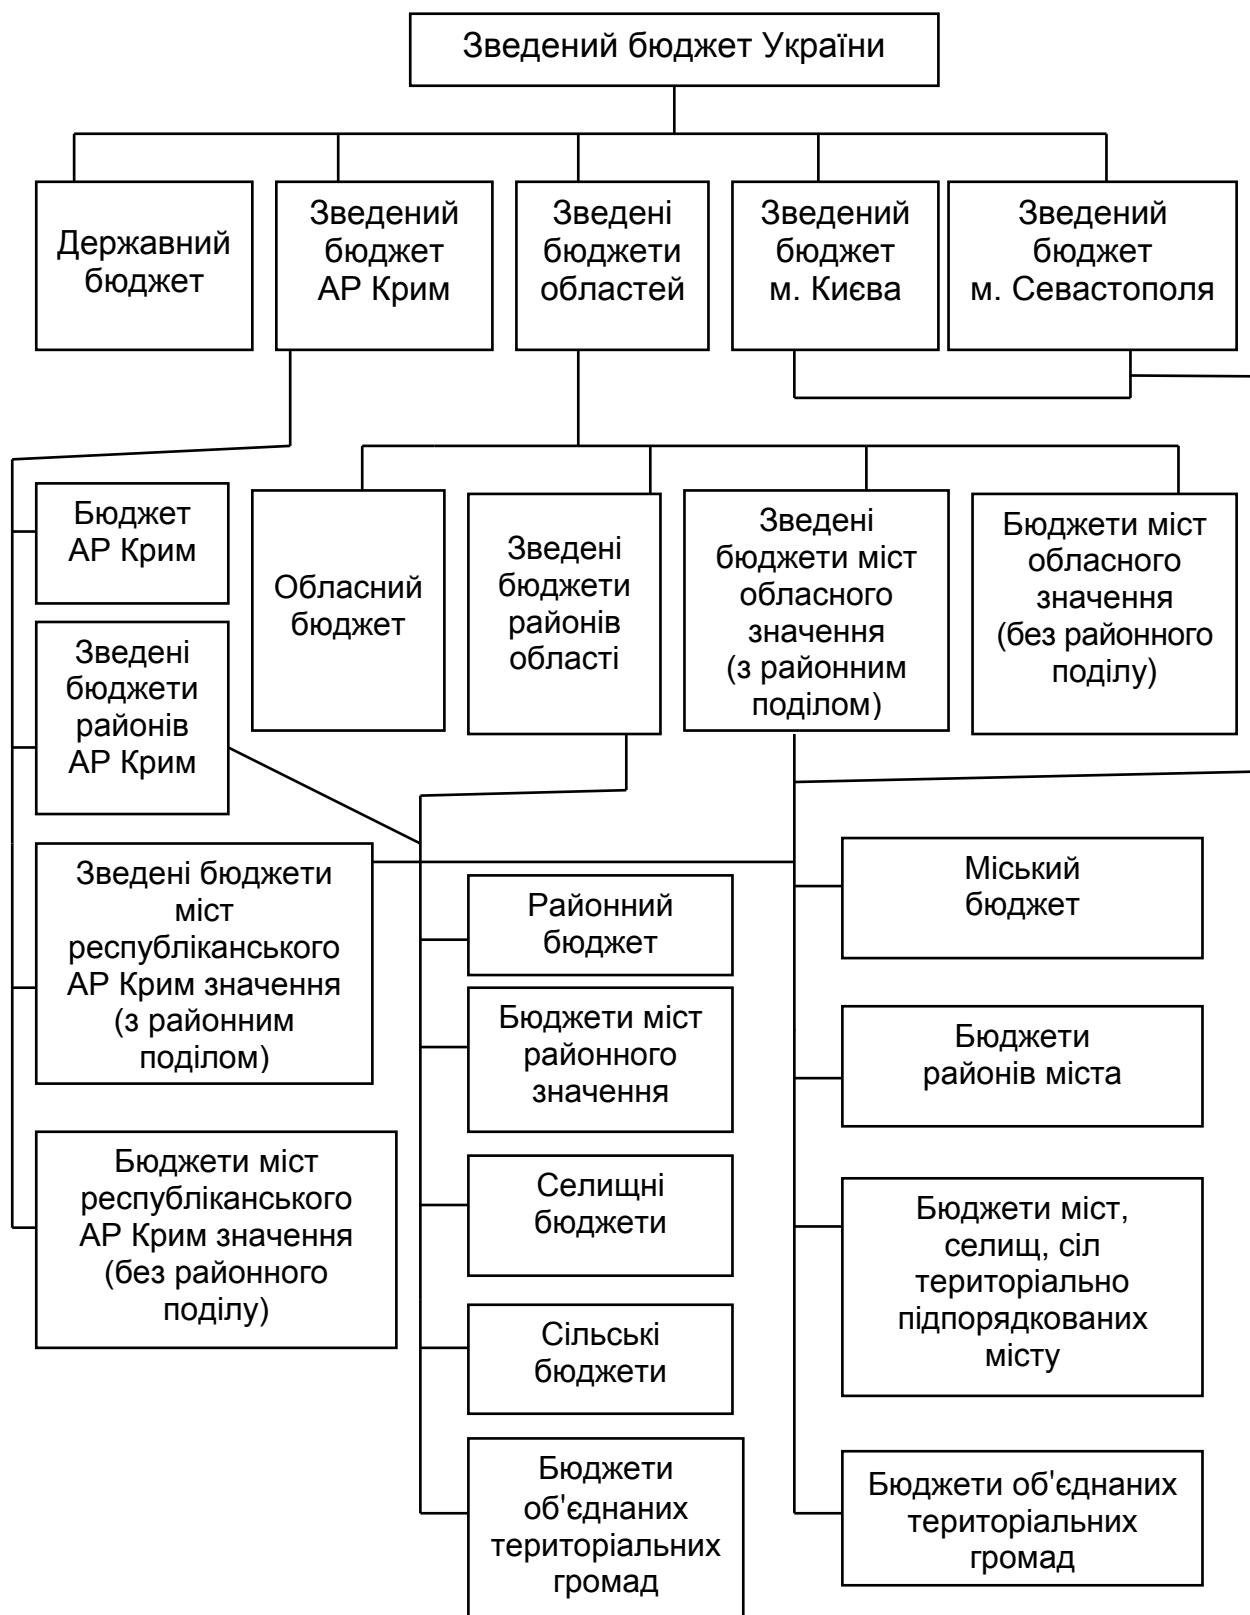 Зведений бюджет України
Державний
бюджет
Зведений
бюджет
АР Крим
Зведені
бюджети
областей
Зведений
бюджет
м. Києва
Зведений
бюджет
м. Севастополя
Бюджет
АР Крим
Обласний
бюджет
Зведені
бюджети
районів
області
Зведені
бюджети міст
обласного
значення
(з районним
поділом)
Бюджети міст
обласного
значення
(без районного
поділу)
Зведені
бюджети
районів
АР Крим
Зведені бюджети
міст
республіканського
АР Крим значення
(з районним
поділом)
Бюджети міст
республіканського
АР Крим значення
(без районного
поділу)
Районний
бюджет
Бюджети міст
районного
значення
Селищні
бюджети
Сільські
бюджети
Бюджети
об'єднаних
територіальних
громад
Міський
бюджет
Бюджети
районів міста
Бюджети міст,
селищ, сіл
територіально
підпорядкованих
місту
Бюджети об'єднаних
територіальних
громад